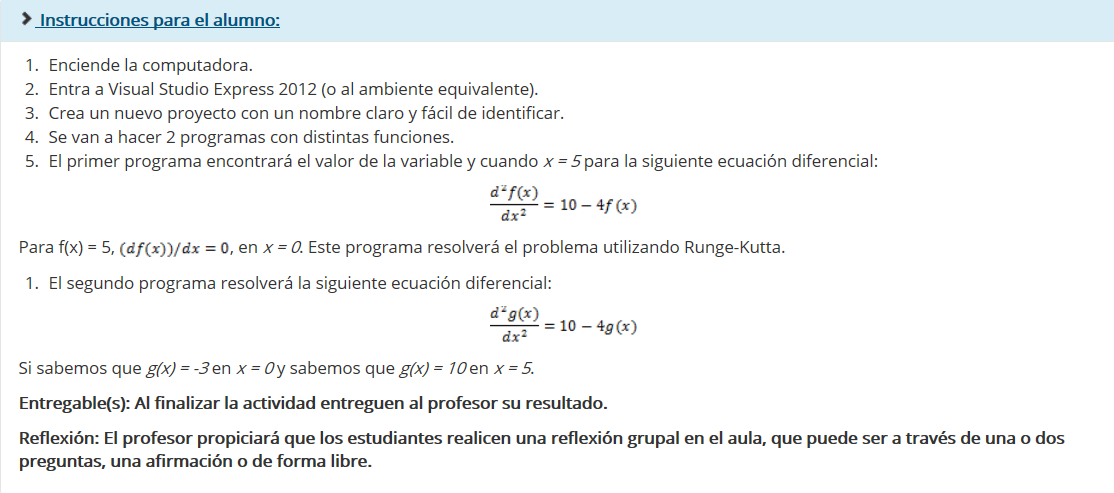 Instrucciones para el alumno:
1. Enciende la computadora.
2. Entra a Visual Studio Express 2012 (o al ambiente equivalente).
3. Crea un nuevo proyecto con un nombre claro y fácil de identificar.
4. Se van a hacer 2 programas con distintas funciones.
5. El primer programa encontrará el valor de la variable y cuando x = 5 para la siguiente ecuación diferencial:
d²f(x)/dx² = 10 − 4f(x)
Para f(x) = 5, (df(x))/dx = 0, en x = 0. Este programa resolverá el problema utilizando Runge-Kutta.
1. El segundo programa resolverá la siguiente ecuación diferencial:
d²g(x)/dx² = 10 − 4g(x)
Si sabemos que g(x) = -3 en x = 0 y sabemos que g(x) = 10 en x = 5.
Entregable(s): Al finalizar la actividad entreguen al profesor su resultado.
Reflexión: El profesor propiciará que los estudiantes realicen una reflexión grupal en el aula, que puede ser a través de una o dos
preguntas, una afirmación o de forma libre.